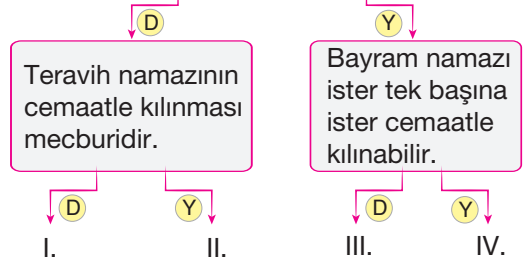 D
Y
Teravih namazının
cemaatle kılınması
mecburidir.
Bayram namazı
ister tek başına
ister cemaatle
kılınabilir.
D
Y
D
Y
I.
II.
III.
IV.